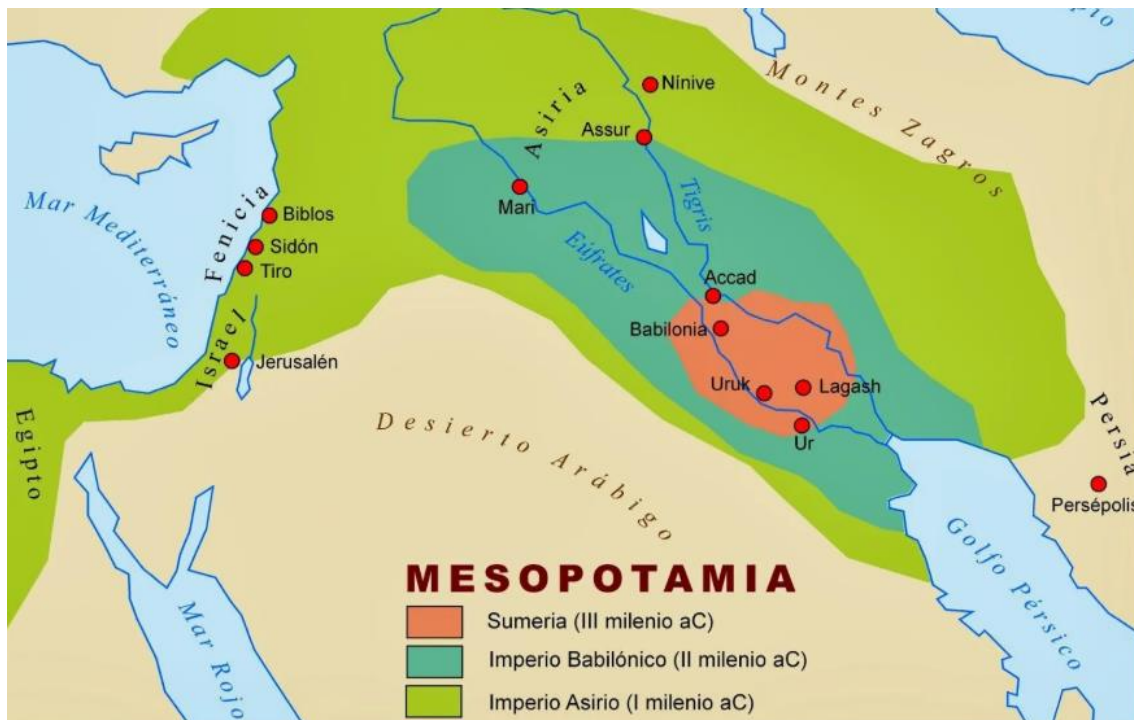 Nínive
Montes Zagros
Asiria
Assur
Tigris
Mari
Mar Mediterráneo
Fenicia
Biblos
Sidón
Tiro
Eúfrates
Accad
Babilonia
Israel
Jerusalén
Uruk
Lagash
Ur
Egipto
Desierto Arábigo
Persia
Persépolis
Golfo Pérsico
Mar Rojo
MESOPOTAMIA
Sumeria (III milenio aC)
Imperio Babilónico (II milenio aC)
Imperio Asirio (I milenio aC)